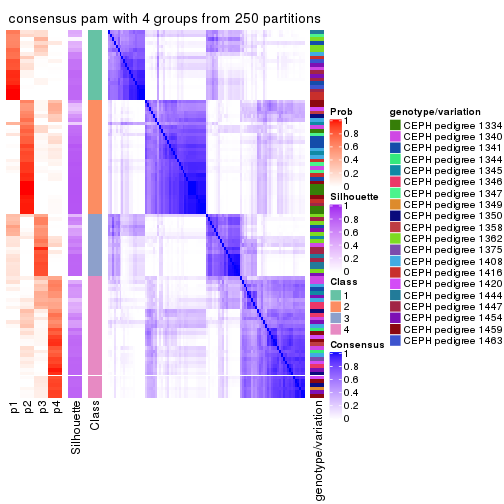 consensus pam with 4 groups from 250 partitions
Prob
1
0.8
0.6
0.4
0.2
0
Silhouette
1
0.8
0.6
0.4
0.2
0
Class
1
2
3
4
Consensus
1
0.8
0.6
0.4
0.2
0
genotype/variation
CEPH pedigree 1334
CEPH pedigree 1340
CEPH pedigree 1341
CEPH pedigree 1344
CEPH pedigree 1345
CEPH pedigree 1346
CEPH pedigree 1347
CEPH pedigree 1349
CEPH pedigree 1350
CEPH pedigree 1358
CEPH pedigree 1362
CEPH pedigree 1375
CEPH pedigree 1408
CEPH pedigree 1416
CEPH pedigree 1420
CEPH pedigree 1444
CEPH pedigree 1447
CEPH pedigree 1454
CEPH pedigree 1459
CEPH pedigree 1463
p1
p2
p3
p4
Silhouette
Class
genotype/variation